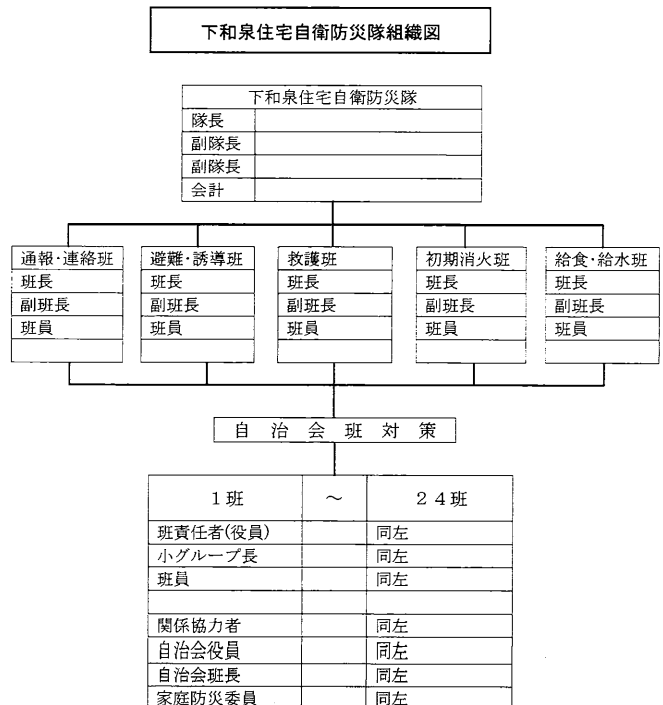 下和泉住宅自衛防災隊組織図
下和泉住宅自衛防災隊
隊長
副隊長
副隊長
会計
通報・連絡班 避難・誘導班 救護班 初期消火班 給食・給水班
班長 班長 班長 班長 班長
副班長 副班長 副班長 副班長 副班長
班員 班員 班員 班員 班員
自治会班対策
1班 ～ 24班
班責任者(役員) 同左
小グループ長 同左
班員 同左
関係協力者 同左
自治会役員 同左
自治会班長 同左
家庭防災委員 同左